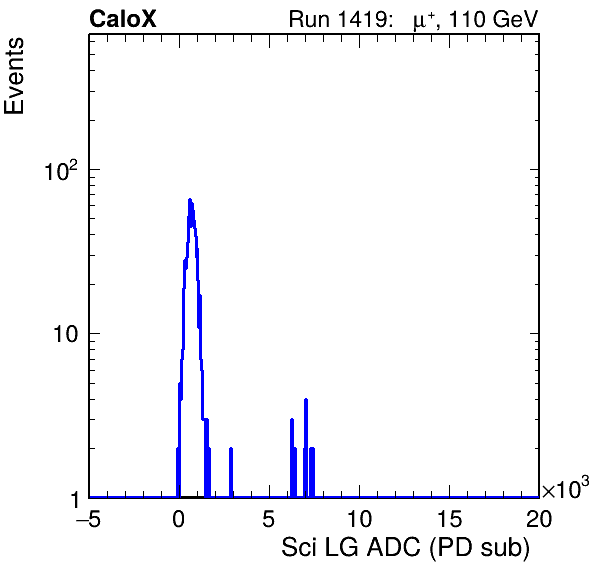 CaloX Run 1419: μ⁺, 110 GeV
Events
10²
10
1
−5 0 5 10 15 20 ×10³
Sci LG ADC (PD sub)